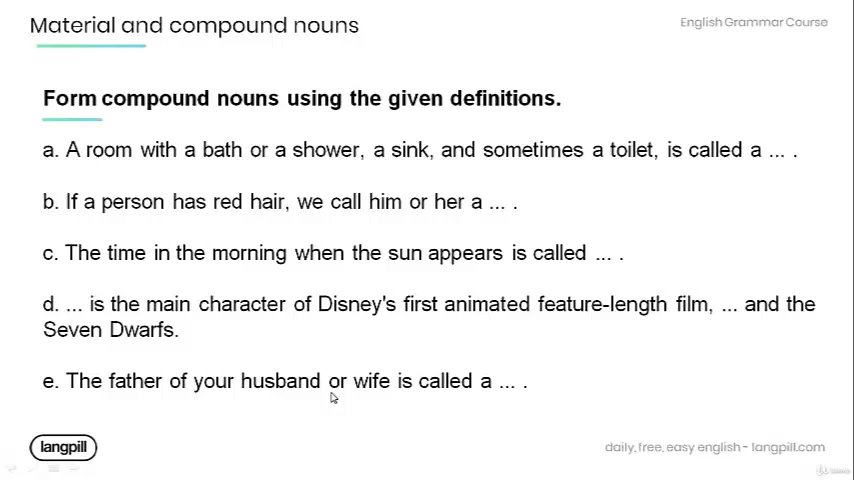 Material and compound nouns
English Grammar Course
Form compound nouns using the given definitions.
a. A room with a bath or a shower, a sink, and sometimes a toilet, is called a ... .
b. If a person has red hair, we call him or her a ... .
c. The time in the morning when the sun appears is called ... .
d. ... is the main character of Disney's first animated feature-length film, ... and the
Seven Dwarfs.
e. The father of your husband or wife is called a ... .
langpill
daily, free, easy english - langpill.com